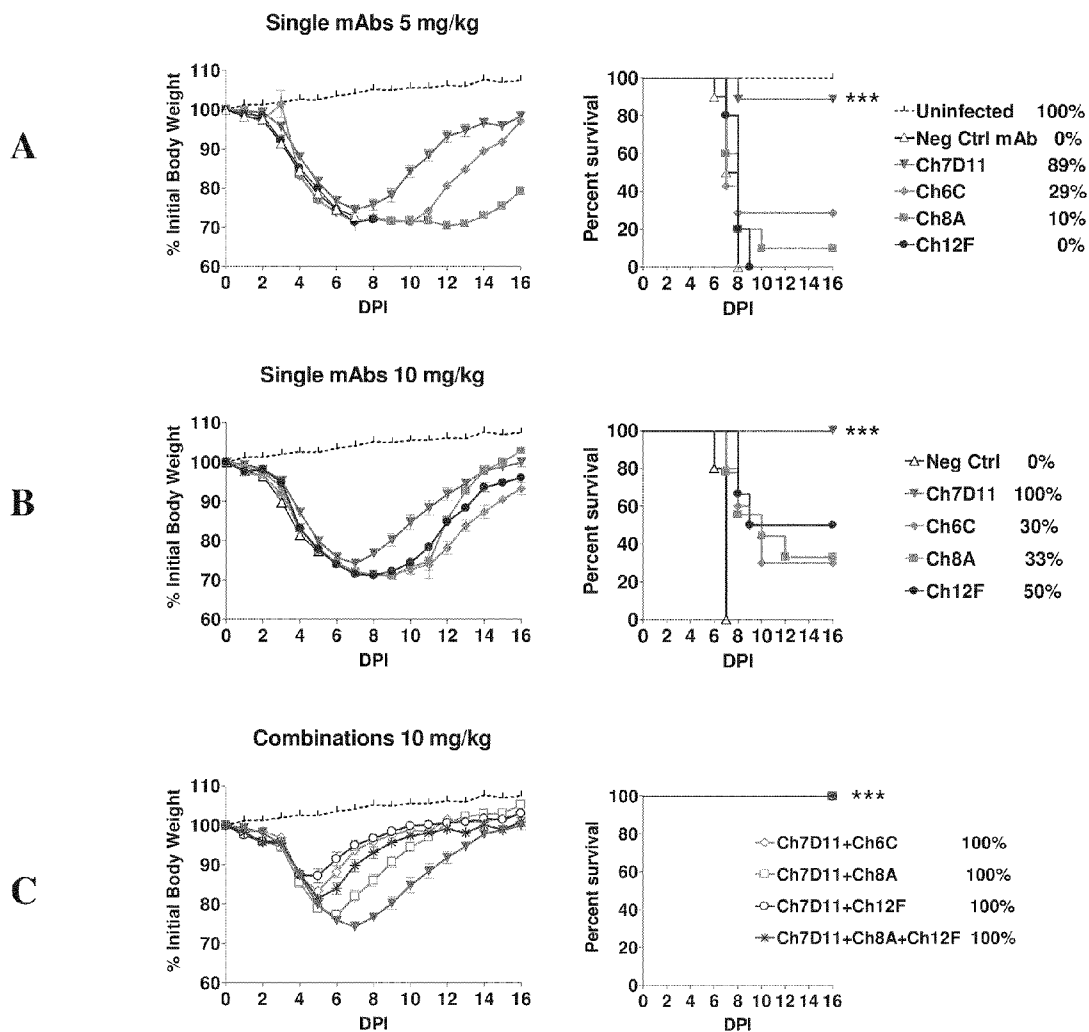 Single mAbs 5 mg/kg
A
% Initial Body Weight
110
100
90
80
70
60
0 2 4 6 8 10 12 14 16
DPI
Percent survival
100
80
60
40
20
0
0 2 4 6 8 10 12 14 16
DPI
***
Uninfected 100%
Neg Ctrl mAb 0%
Ch7D11 89%
Ch6C 29%
Ch8A 10%
Ch12F 0%
Single mAbs 10 mg/kg
B
% Initial Body Weight
110
100
90
80
70
60
0 2 4 6 8 10 12 14 16
DPI
Percent survival
100
80
60
40
20
0
0 2 4 6 8 10 12 14 16
DPI
***
Neg Ctrl 0%
Ch7D11 100%
Ch6C 30%
Ch8A 33%
Ch12F 50%
Combinations 10 mg/kg
C
% Initial Body Weight
110
100
90
80
70
60
0 2 4 6 8 10 12 14 16
DPI
Percent survival
100
80
60
40
20
0
0 2 4 6 8 10 12 14 16
DPI
***
Ch7D11+Ch6C 100%
Ch7D11+Ch8A 100%
Ch7D11+Ch12F 100%
Ch7D11+Ch8A+Ch12F 100%